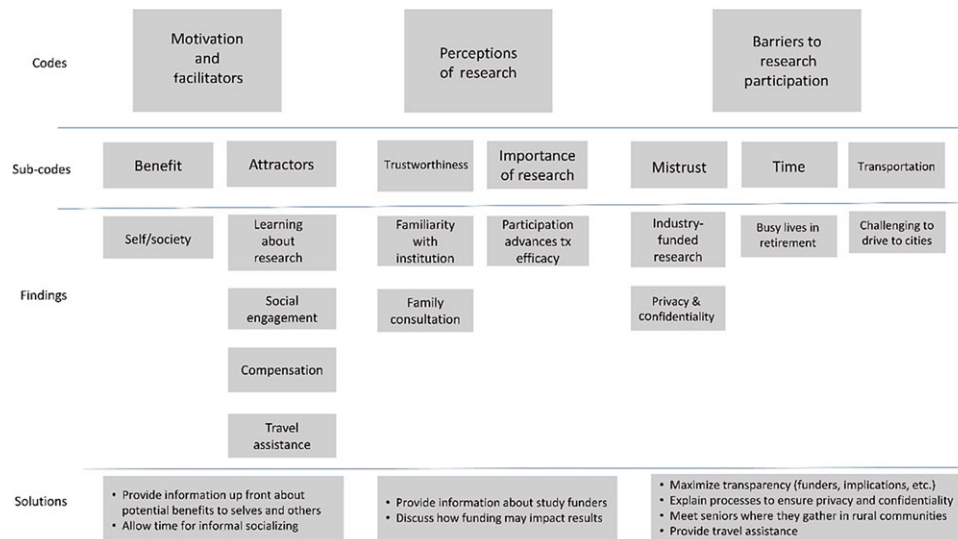 Codes
Motivation
and
facilitators
Perceptions
of research
Barriers to
research
participation
Sub-codes
Benefit
Attractors
Trustworthiness
Importance
of research
Mistrust
Time
Transportation
Findings
Self/society
Learning
about
research
Social
engagement
Compensation
Travel
assistance
Familiarity
with
institution
Family
consultation
Participation
advances tx
efficacy
Industry-
funded
research
Privacy &
confidentiality
Busy lives in
retirement
Challenging to
drive to cities
Solutions
• Provide information up front about
potential benefits to selves and others
• Allow time for informal socializing
• Provide information about study funders
• Discuss how funding may impact results
• Maximize transparency (funders, implications, etc.)
• Explain processes to ensure privacy and confidentiality
• Meet seniors where they gather in rural communities
• Provide travel assistance